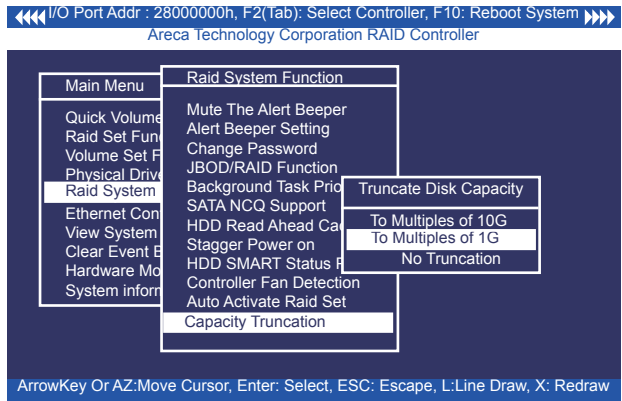 I/O Port Addr : 28000000h, F2(Tab): Select Controller, F10: Reboot System
Areca Technology Corporation RAID Controller
Main Menu
Quick Volume
Raid Set Fun
Volume Set F
Physical Driv
Raid System
Ethernet Con
View System
Clear Event B
Hardware Mo
System inform
Raid System Function
Mute The Alert Beeper
Alert Beeper Setting
Change Password
JBOD/RAID Function
Background Task Prio
SATA NCQ Support
HDD Read Ahead Ca
Stagger Power on
HDD SMART Status P
Controller Fan Detection
Auto Activate Raid Set
Capacity Truncation
Truncate Disk Capacity
To Multiples of 10G
To Multiples of 1G
No Truncation
ArrowKey Or AZ:Move Cursor, Enter: Select, ESC: Escape, L:Line Draw, X: Redraw